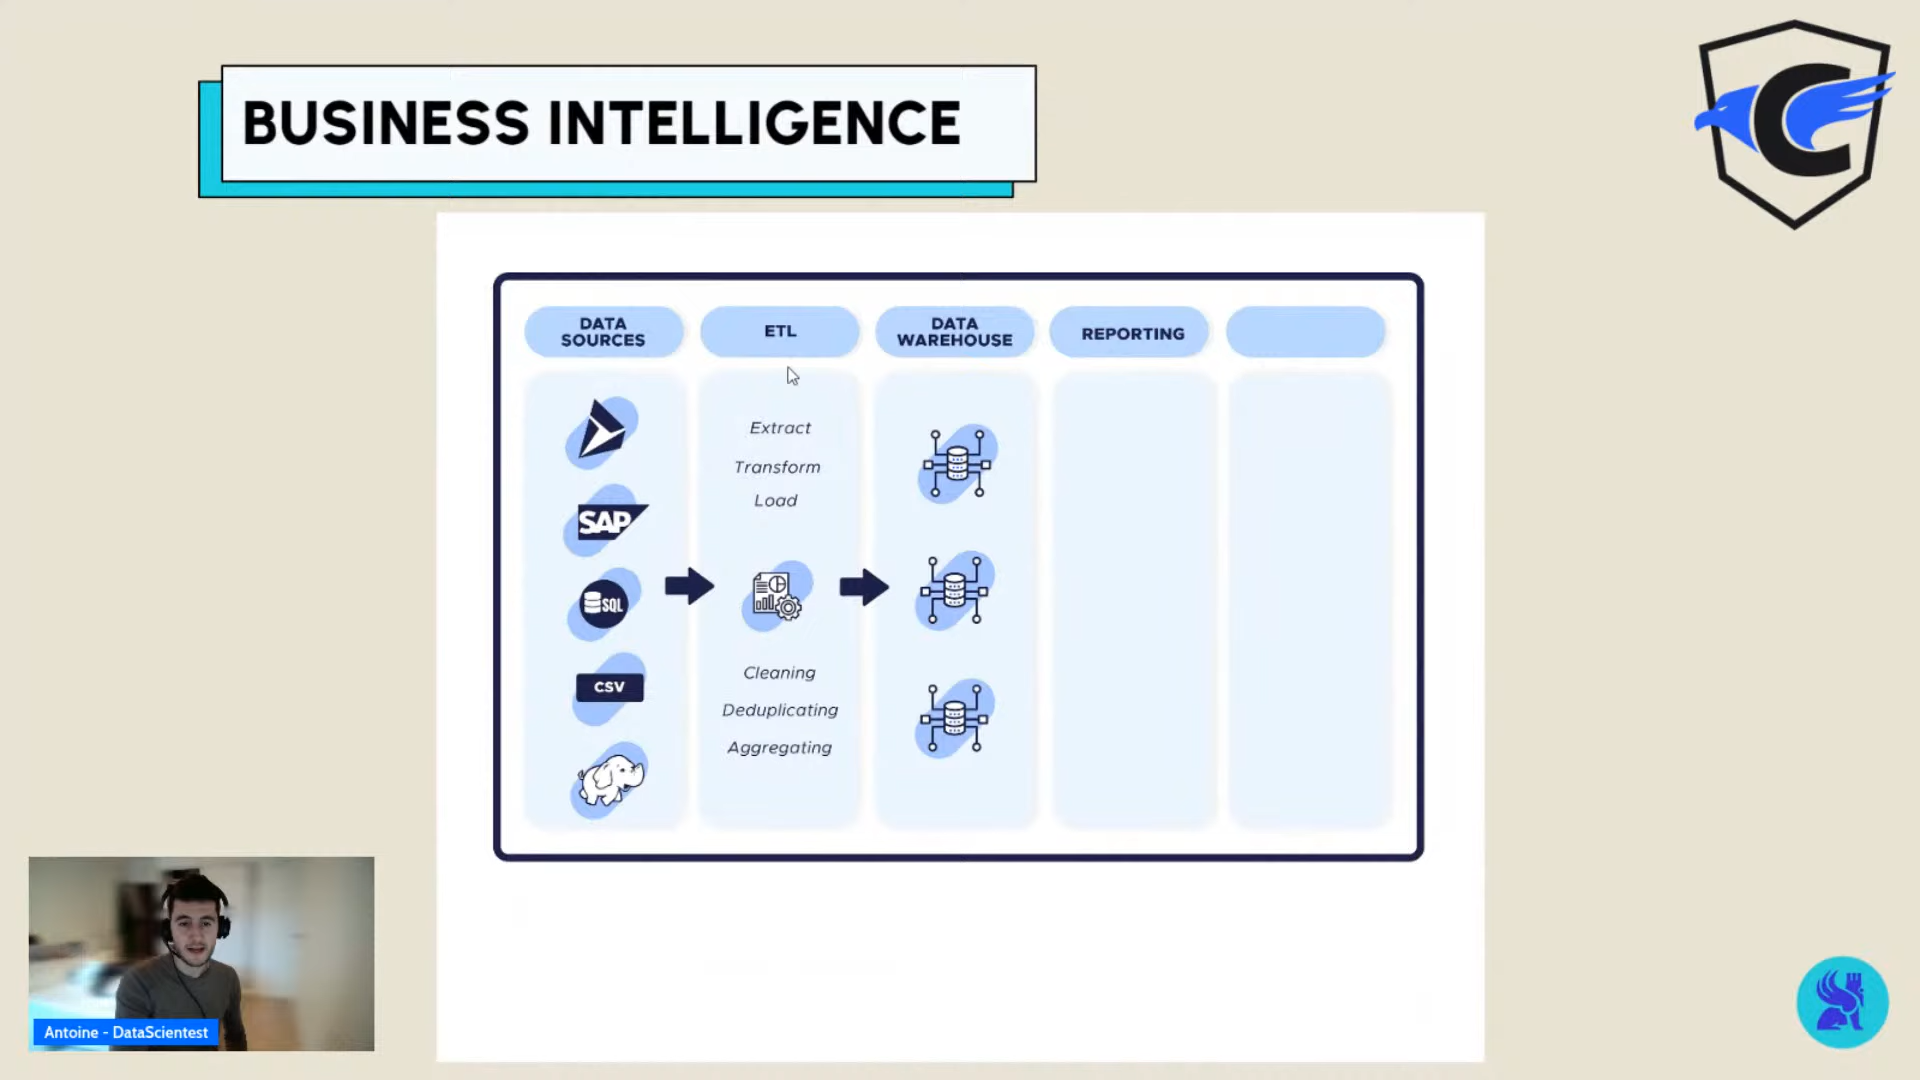 BUSINESS INTELLIGENCE
C
DATA
SOURCES
ETL
DATA
WAREHOUSE
REPORTING
Extract
Transform
Load
SAP
SQL
CSV
Cleaning
Deduplicating
Aggregating
Antoine - DataScientest